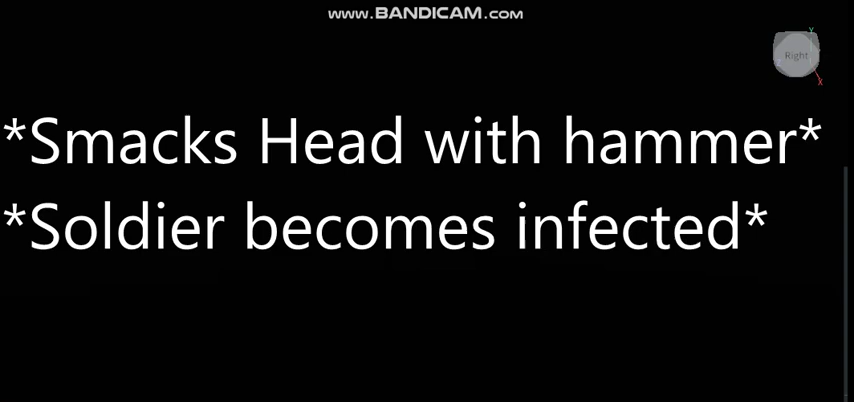 www.BANDICAM.com
Y
Right
X
*Smacks Head with hammer*
*Soldier becomes infected*